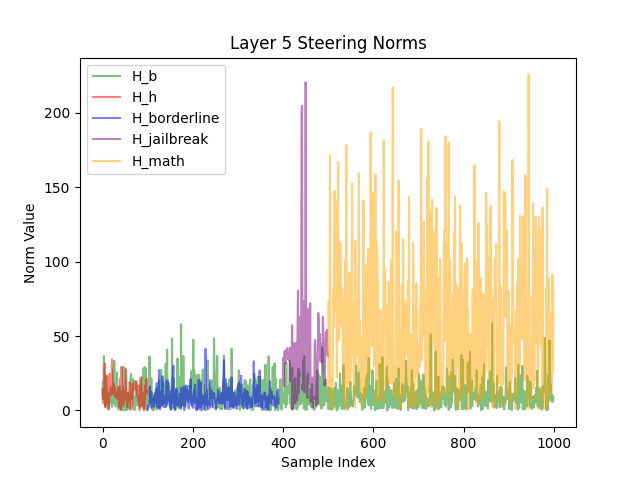 Layer 5 Steering Norms
H_b
H_h
H_borderline
H_jailbreak
H_math
Norm Value
200
150
100
50
0
0
200
400
600
800
1000
Sample Index